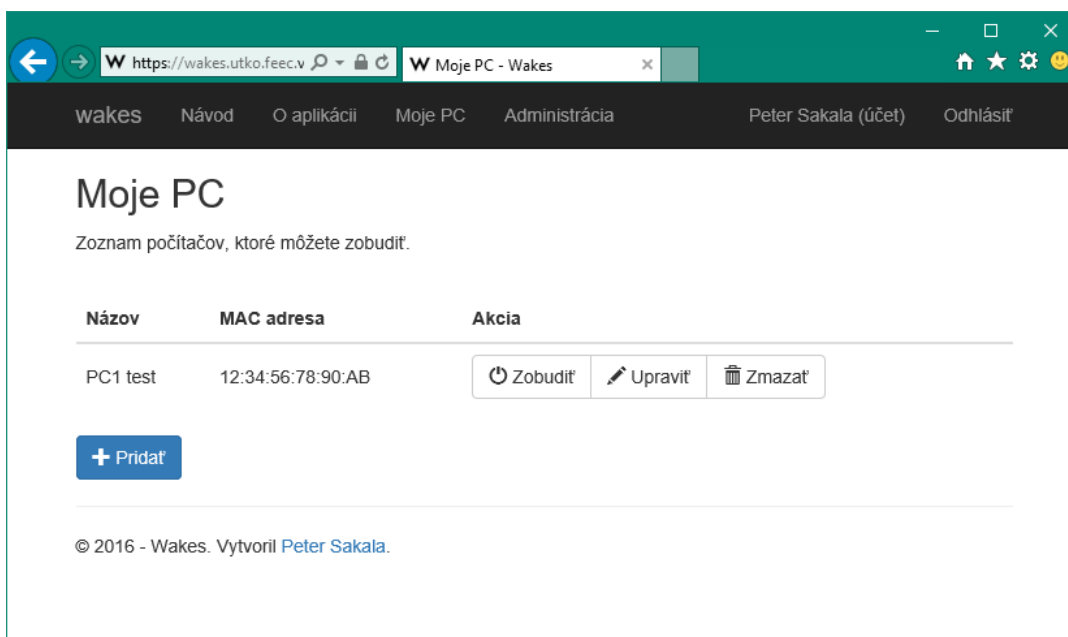 W https://wakes.utko.feec.v
W Moje PC - Wakes
wakes Návod O aplikácii Moje PC Administrácia Peter Sakala (účet) Odhlásiť
Moje PC
Zoznam počítačov, ktoré môžete zobudiť.
Názov MAC adresa Akcia
PC1 test 12:34:56:78:90:AB Zobudiť Upraviť Zmazať
Pridať
© 2016 - Wakes. Vytvoril Peter Sakala.